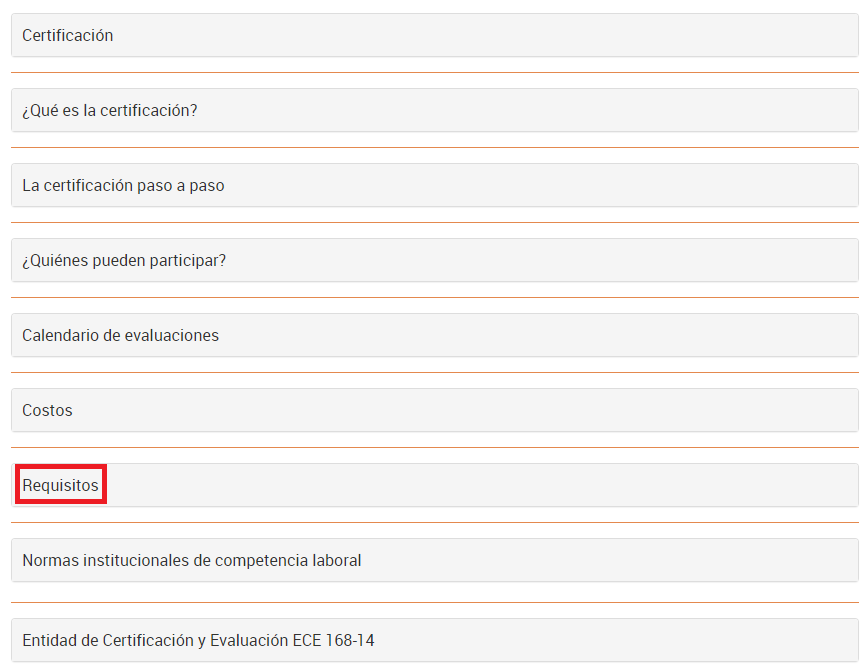 Certificación
¿Qué es la certificación?
La certificación paso a paso
¿Quiénes pueden participar?
Calendario de evaluaciones
Costos
Requisitos
Normas institucionales de competencia laboral
Entidad de Certificación y Evaluación ECE 168-14